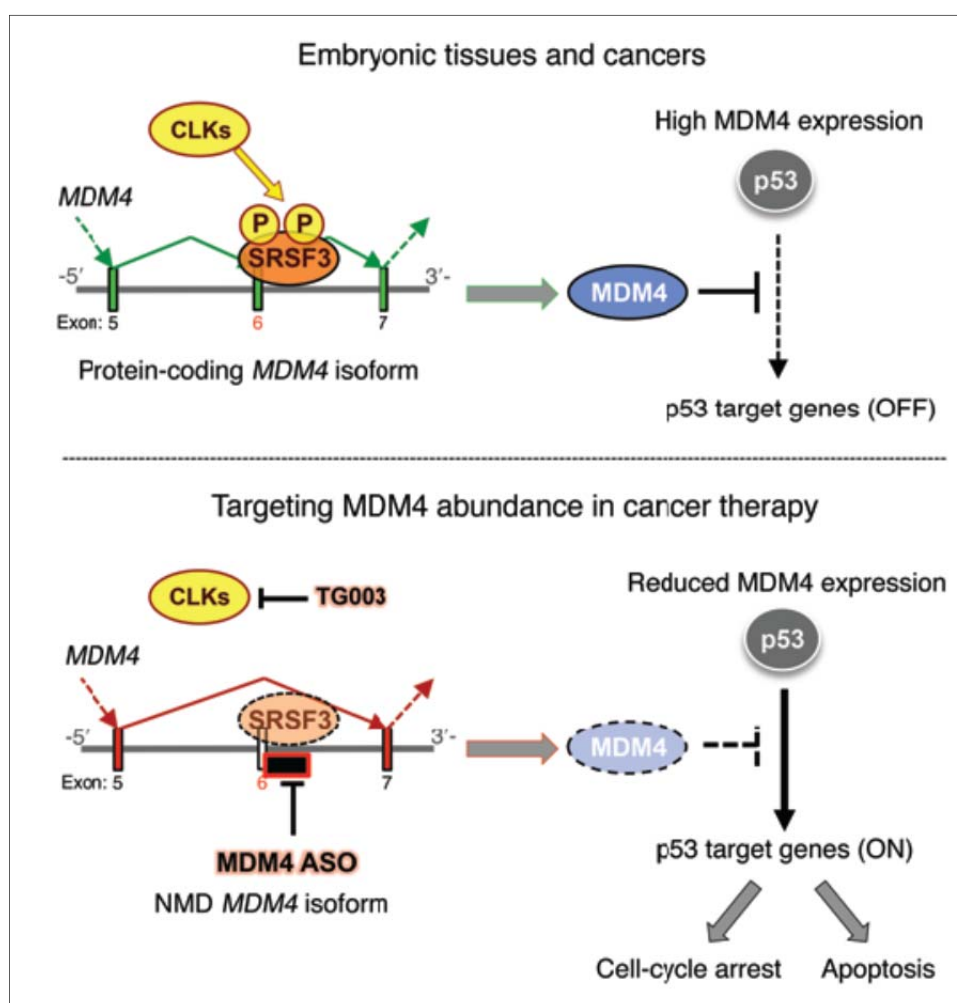 Embryonic tissues and cancers
CLKs
High MDM4 expression
p53
MDM4
P P
SRSF3
-5′ 3′-
MDM4
Exon: 5 6 7
Protein-coding MDM4 isoform
p53 target genes (OFF)
Targeting MDM4 abundance in cancer therapy
CLKs TG003
Reduced MDM4 expression
p53
MDM4
SRSF3
-5′ 3′-
MDM4
Exon: 5 6 7
MDM4 ASO
NMD MDM4 isoform
p53 target genes (ON)
Cell-cycle arrest Apoptosis